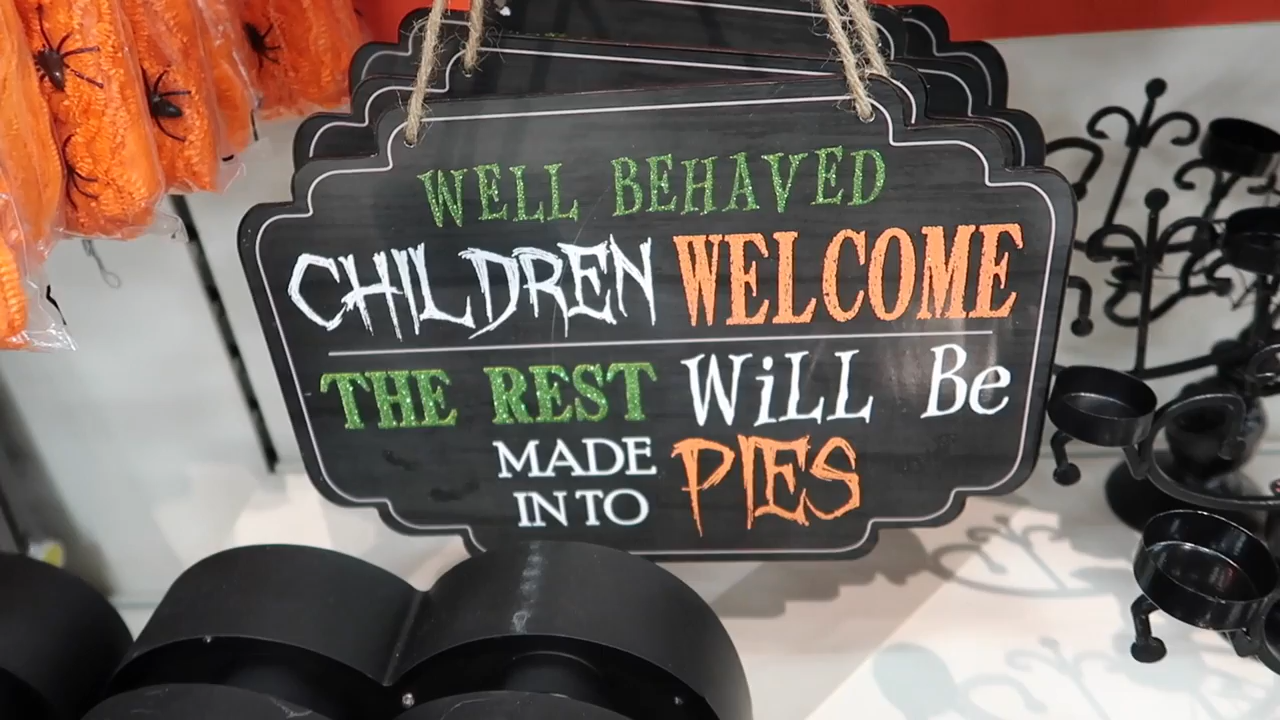 WELL BEHAVED
CHILDREN WELCOME
THE REST WiLL Be
MADE
INTO PIES